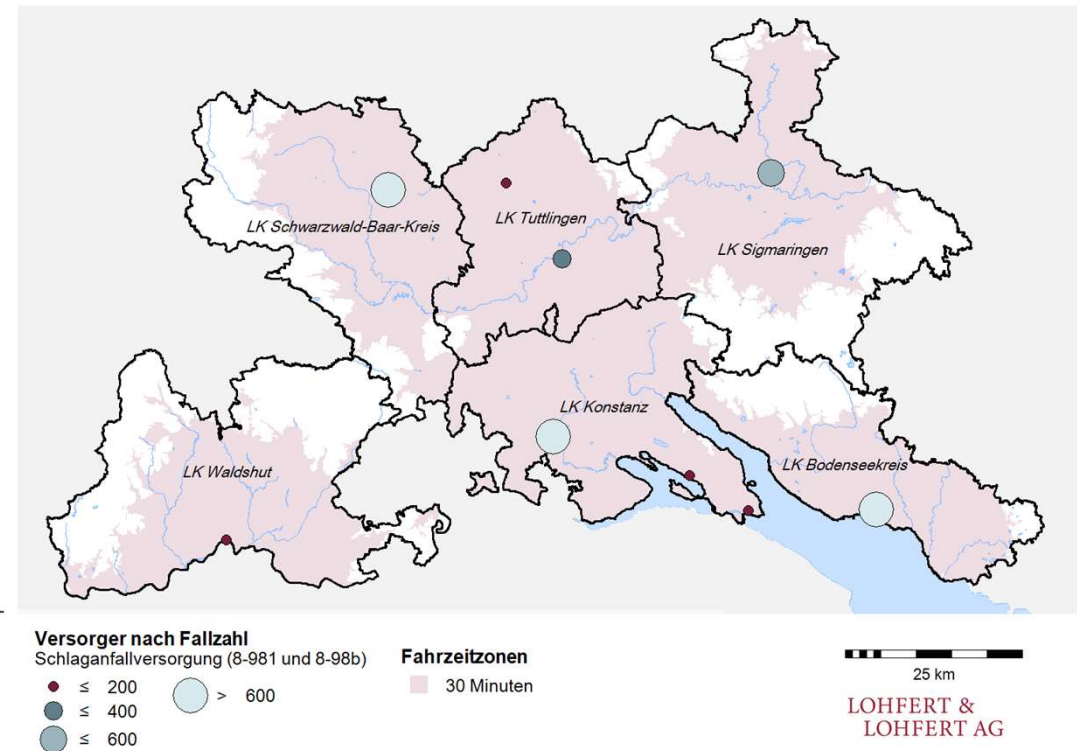 LK Schwarzwald-Baar-Kreis
LK Tuttlingen
LK Sigmaringen
LK Konstanz
LK Waldshut
LK Bodenseekreis
Versorger nach Fallzahl
Schlaganfallversorgung (8-981 und 8-98b)
≤ 200
≤ 400
≤ 600
> 600
Fahrzeitzonen
30 Minuten
25 km
LOHFERT &
LOHFERT AG